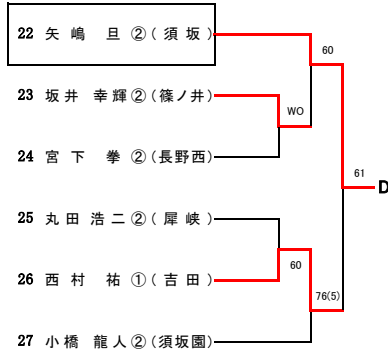 22 矢嶋 旦 ②(須坂)
60
23 坂井 幸輝 ②(篠ノ井)
WO
24 宮下 拳 ②(長野西)
61
D
25 丸田 浩二 ②(犀峡)
60
26 西村 祐 ①(吉田)
76(5)
27 小橋 龍人 ②(須坂園)